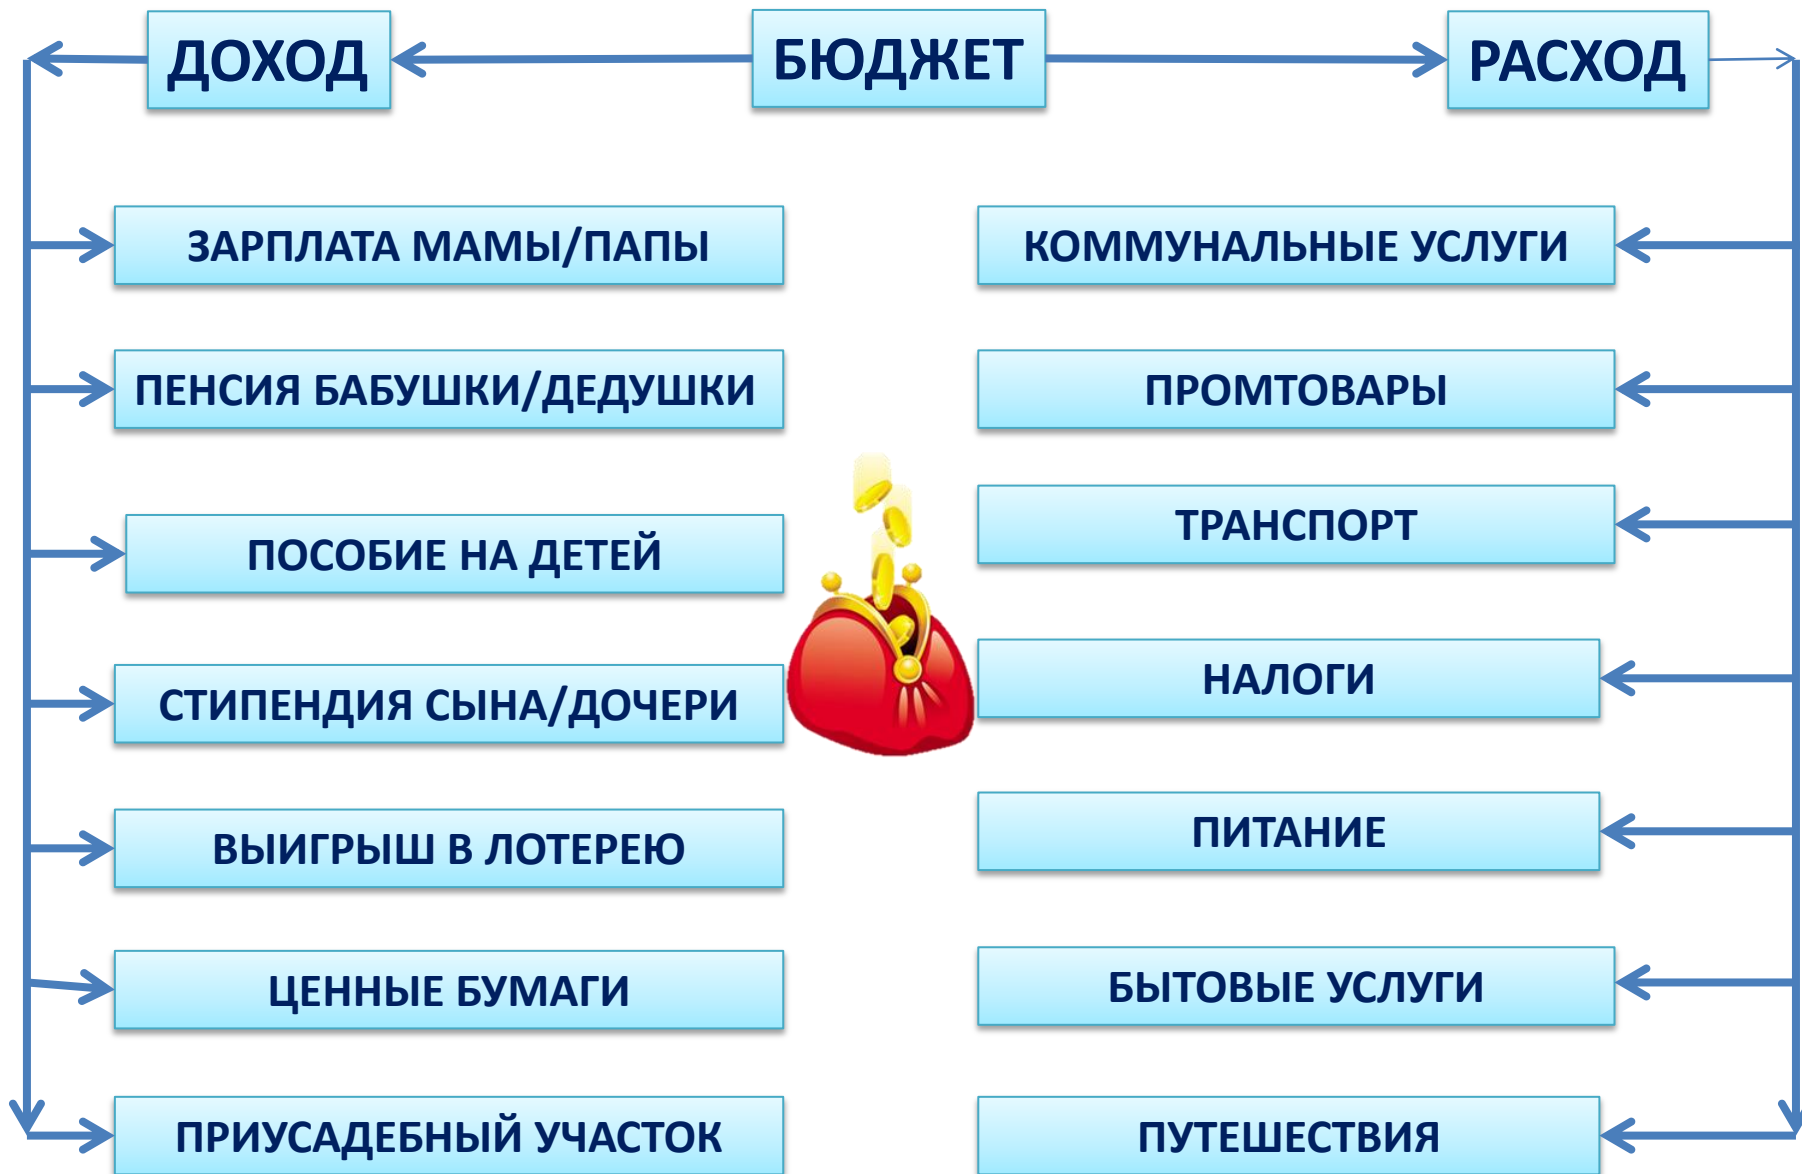 ДОХОД
БЮДЖЕТ
РАСХОД
ЗАРПЛАТА МАМЫ/ПАПЫ
ПЕНСИЯ БАБУШКИ/ДЕДУШКИ
ПОСОБИЕ НА ДЕТЕЙ
СТИПЕНДИЯ СЫНА/ДОЧЕРИ
ВЫИГРЫШ В ЛОТЕРЕЮ
ЦЕННЫЕ БУМАГИ
ПРИУСАДЕБНЫЙ УЧАСТОК
КОММУНАЛЬНЫЕ УСЛУГИ
ПРОМТОВАРЫ
ТРАНСПОРТ
НАЛОГИ
ПИТАНИЕ
БЫТОВЫЕ УСЛУГИ
ПУТЕШЕСТВИЯ